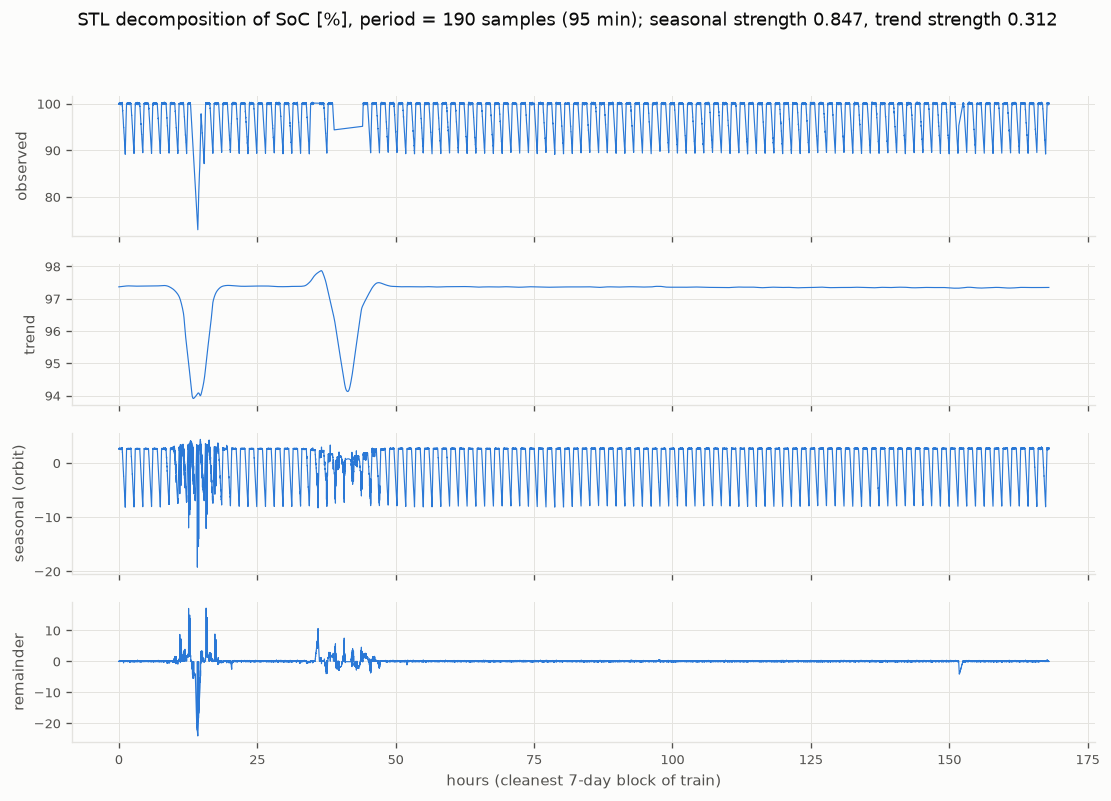 STL decomposition of SoC [%], period = 190 samples (95 min); seasonal strength 0.847, trend strength 0.312
observed
100
90
80
trend
98
97
96
95
94
seasonal (orbit)
0
−10
−20
remainder
10
0
−10
−20
0 25 50 75 100 125 150 175
hours (cleanest 7-day block of train)